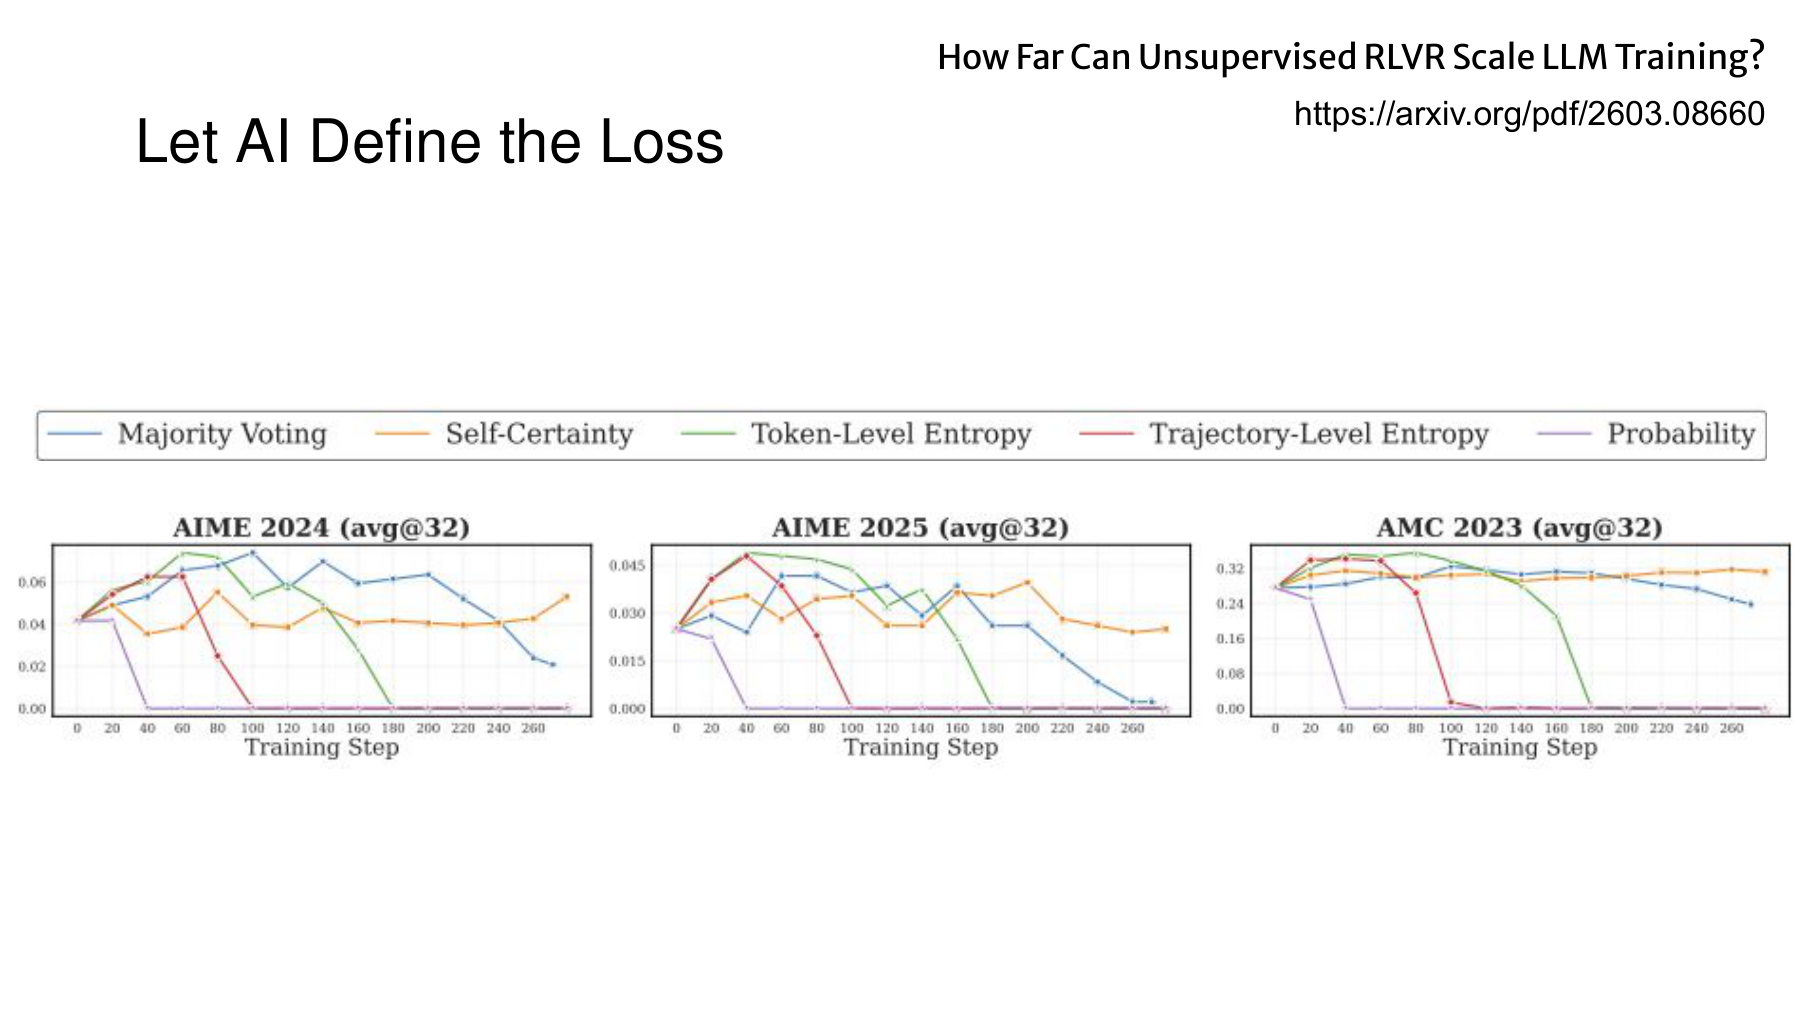 How Far Can Unsupervised RLVR Scale LLM Training?
https://arxiv.org/pdf/2603.08660
Let AI Define the Loss
Majority Voting Self-Certainty Token-Level Entropy Trajectory-Level Entropy Probability
AIME 2024 (avg@32)
0.06
0.04
0.02
0.00
0 20 40 60 80 100 120 140 160 180 200 220 240 260
Training Step
AIME 2025 (avg@32)
0.045
0.030
0.015
0.000
0 20 40 60 80 100 120 140 160 180 200 220 240 260
Training Step
AMC 2023 (avg@32)
0.32
0.24
0.16
0.08
0.00
0 20 40 60 80 100 120 140 160 180 200 220 240 260
Training Step